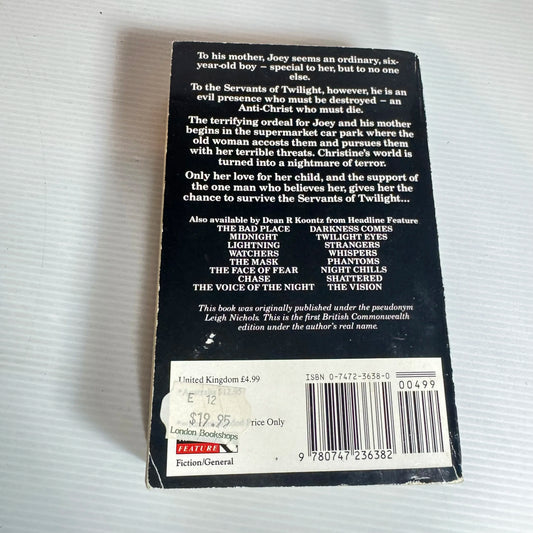 To his mother, Joey seems an ordinary, six-
year-old boy – special to her, but to no one
else.
To the Servants of Twilight, however, he is an
evil presence who must be destroyed – an
Anti-Christ who must die.
The terrifying ordeal for Joey and his mother
begins in the supermarket car park where the
old woman accosts them and pursues them
with her terrible threats. Christine's world is
turned into a nightmare of terror.
Only her love for her child, and the support of
the one man who believes her, gives her the
chance to survive the Servants of Twilight...
Also available by Dean R Koontz from Headline Feature
THE BAD PLACE DARKNESS COMES
MIDNIGHT TWILIGHT EYES
LIGHTNING STRANGERS
WATCHERS WHISPERS
THE MASK PHANTOMS
THE FACE OF FEAR NIGHT CHILLS
CHASE SHATTERED
THE VOICE OF THE NIGHT THE VISION
This book was originally published under the pseudonym
Leigh Nichols. This is the first British Commonwealth
edition under the author's real name.
United Kingdom £4.99
E 12
$19.95
London Bookshops
Price Only
FEATURE
Fiction/General
ISBN 0-7472-3638-0
00499
9 780747 236382